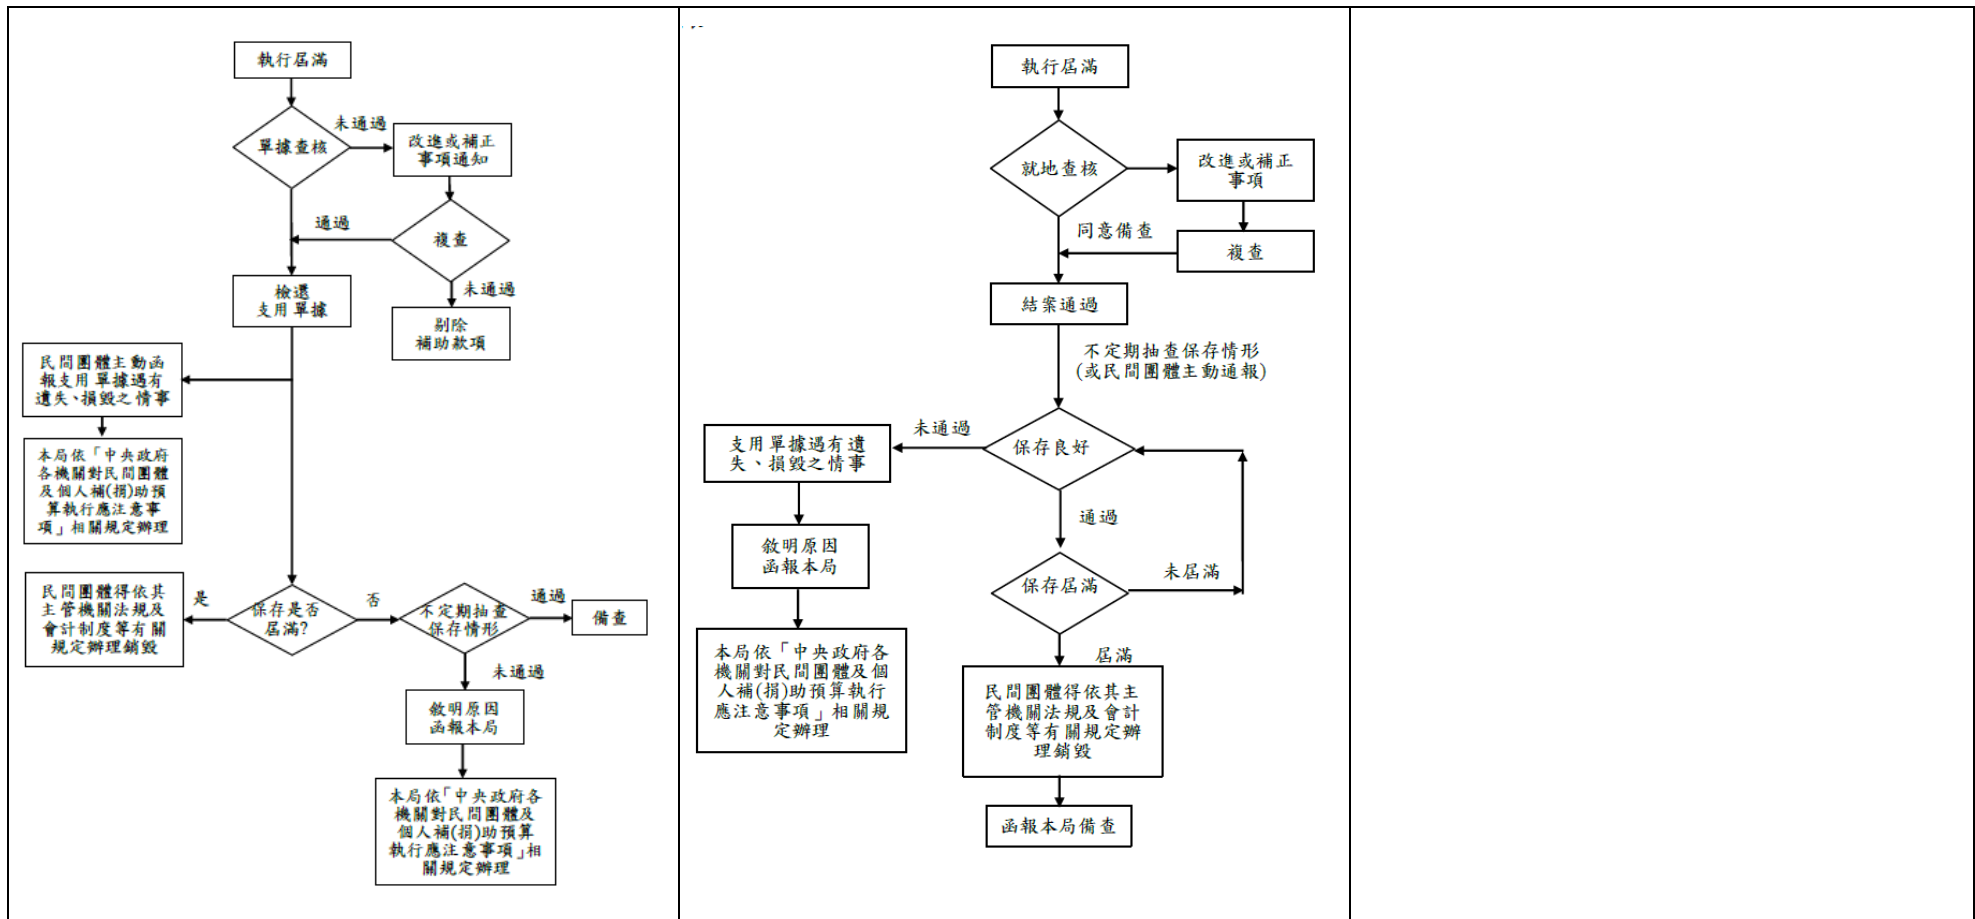 執行屆滿
單據查核
未通過
改進或補正
事項通知
通過
複查
未通過
檢還
支用單據
剔除
補助款項
民間團體主動函
報支用單據遇有
遺失、損毀之情事
本局依「中央政府
各機關對民間團體
及個人補(捐)助預
算執行應注意事
項」相關規定辦理
民間團體得依其
主管機關法規及
會計制度等有關
規定辦理銷毀
是
保存是否
屆滿?
否
不定期抽查
保存情形
通過
備查
未通過
敘明原因
函報本局
本局依「中央政府各
機關對民間團體及
個人補(捐)助預算
執行應注意事項」相
關規定辦理
執行屆滿
就地查核
改進或補正
事項
同意備查
複查
結案通過
不定期抽查保存情形
(或民間團體主動通報)
未通過
支用單據遇有遺
失、損毀之情事
保存良好
通過
敘明原因
函報本局
保存屆滿
未屆滿
屆滿
本局依「中央政府各
機關對民間團體及個
人補(捐)助預算執行
應注意事項」相關規
定辦理
民間團體得依其主
管機關法規及會計
制度等有關規定辦
理銷毀
函報本局備查